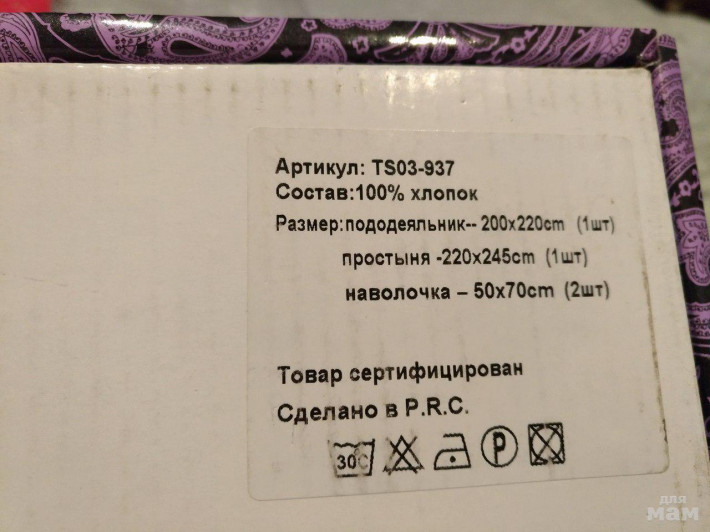 Артикул: TS03-937
Состав:100% хлопок
Размер:пододеяльник-- 200x220cm (1шт)
простыня -220x245cm (1шт)
наволочка – 50x70cm (2шт)
Товар сертифицирован
Сделано в P.R.C.
30C P
для
мам